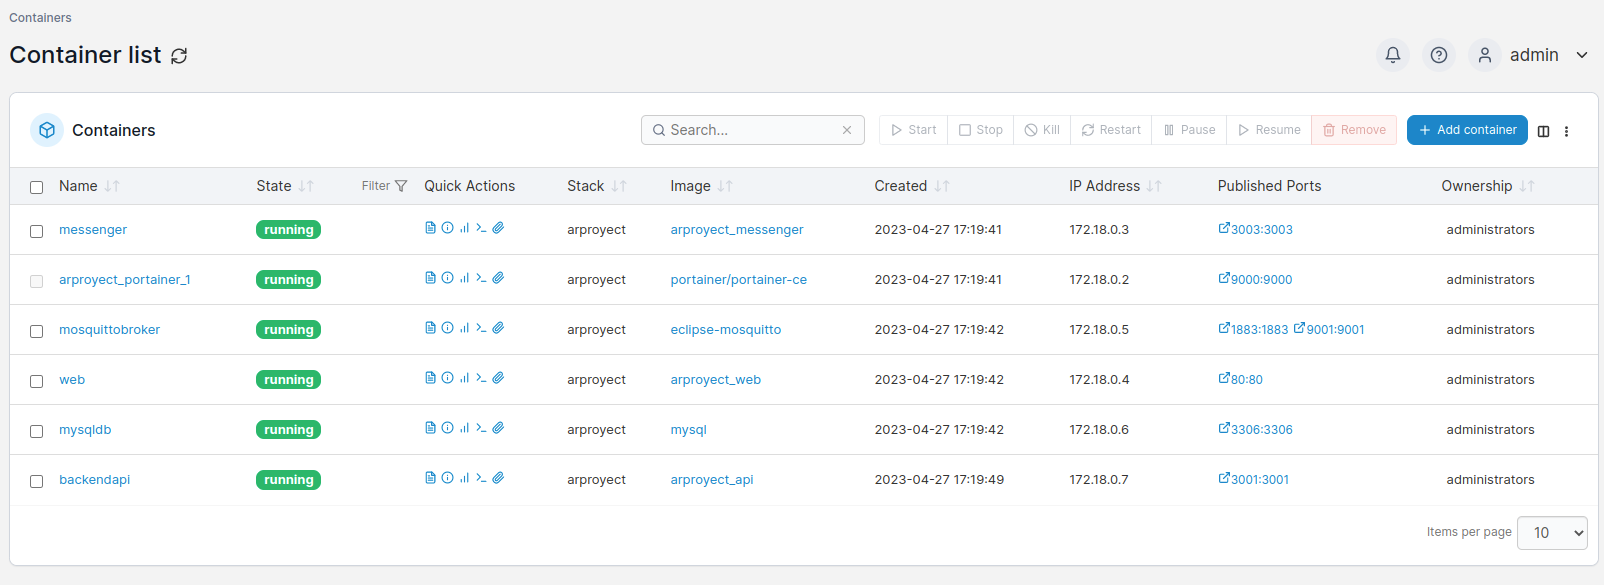 Containers
Container list
admin
Containers
Search...
Start Stop Kill Restart Pause Resume Remove
Add container
Name State Filter Quick Actions Stack Image Created IP Address Published Ports Ownership
messenger running arproyect arproyect_messenger 2023-04-27 17:19:41 172.18.0.3 3003:3003 administrators
arproyect_portainer_1 running arproyect portainer/portainer-ce 2023-04-27 17:19:41 172.18.0.2 9000:9000 administrators
mosquittobroker running arproyect eclipse-mosquitto 2023-04-27 17:19:42 172.18.0.5 1883:1883 9001:9001 administrators
web running arproyect arproyect_web 2023-04-27 17:19:42 172.18.0.4 80:80 administrators
mysqldb running arproyect mysql 2023-04-27 17:19:42 172.18.0.6 3306:3306 administrators
backendapi running arproyect arproyect_api 2023-04-27 17:19:49 172.18.0.7 3001:3001 administrators
Items per page 10